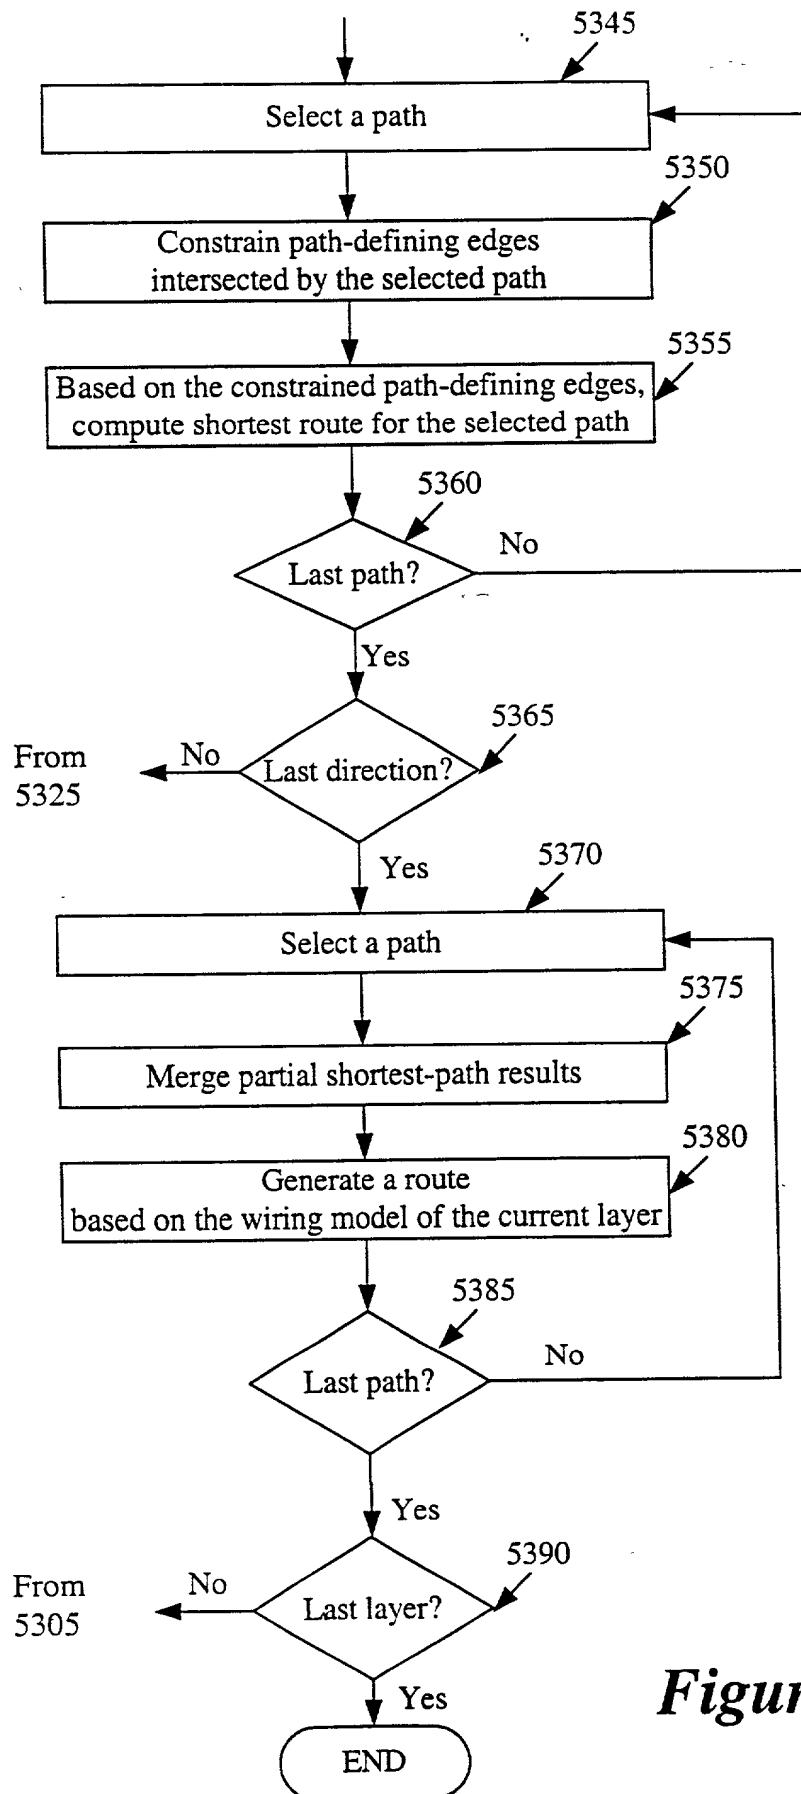 5345
Select a path
5350
Constrain path-defining edges
intersected by the selected path
5355
Based on the constrained path-defining edges,
compute shortest route for the selected path
5360
No
Last path?
Yes
5365
From
5325
No
Last direction?
Yes
5370
Select a path
5375
Merge partial shortest-path results
5380
Generate a route
based on the wiring model of the current layer
5385
No
Last path?
Yes
5390
From
5305
No
Last layer?
Yes
END
Figur